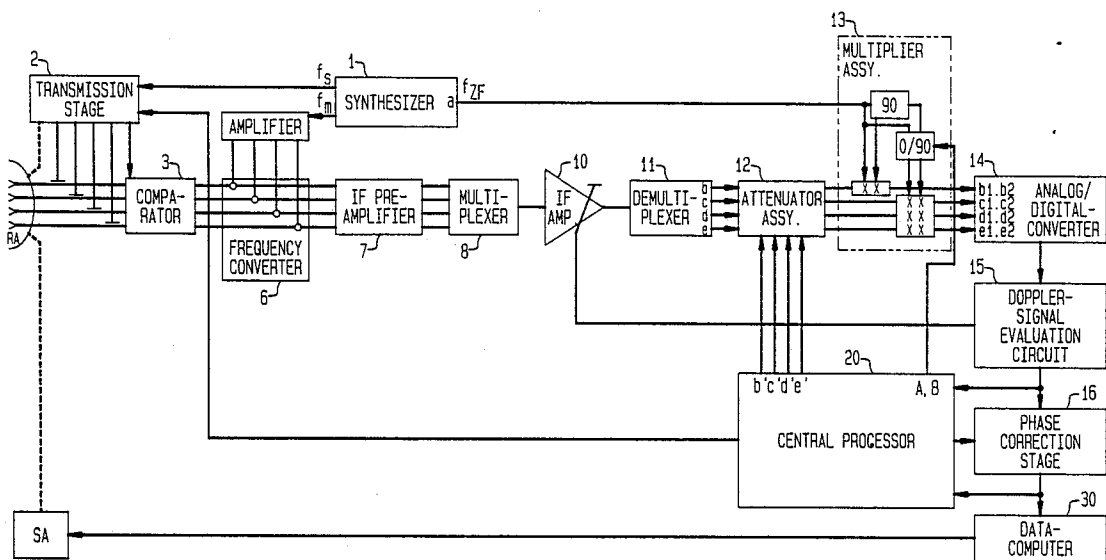 13
MULTIPLIER
ASSY.
2
TRANSMISSION
STAGE
fs
fm
1
SYNTHESIZER
a
fZF
90
0/90
AMPLIFIER
RA
3
COMPA-
RATOR
FREQUENCY
CONVERTER
6
IF PRE-
AMPLIFIER
7
MULTI-
PLEXER
8
10
IF
AMP
11
DEMULTI-
PLEXER
c
d
e
12
ATTENUATOR
ASSY.
X X
X X
X X
X X
14
b1.b2
c1.c2
d1.d2
e1.e2
ANALOG/
DIGITAL-
CONVERTER
15
DOPPLER-
SIGNAL
EVALUATION
CIRCUIT
20
b'c'd'e'
A, B
CENTRAL PROCESSOR
16
PHASE
CORRECTION
STAGE
30
DATA-
COMPUTER
SA